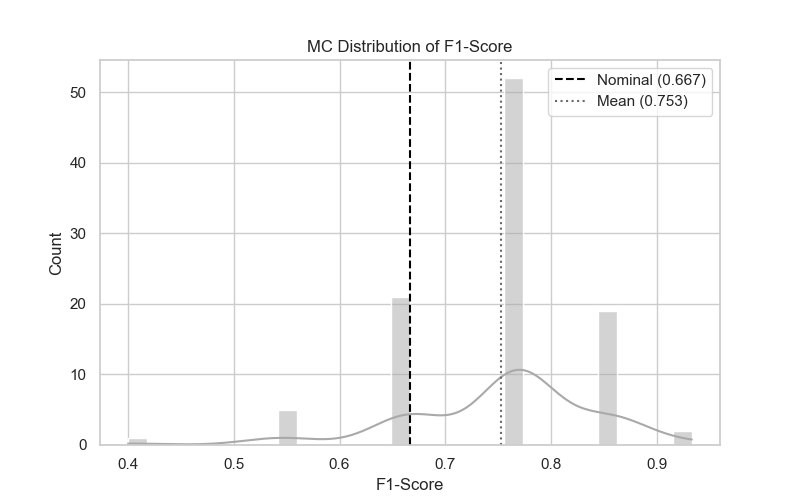 MC Distribution of F1-Score
Nominal (0.667)
Mean (0.753)
Count
50
40
30
20
10
0
0.4 0.5 0.6 0.7 0.8 0.9
F1-Score